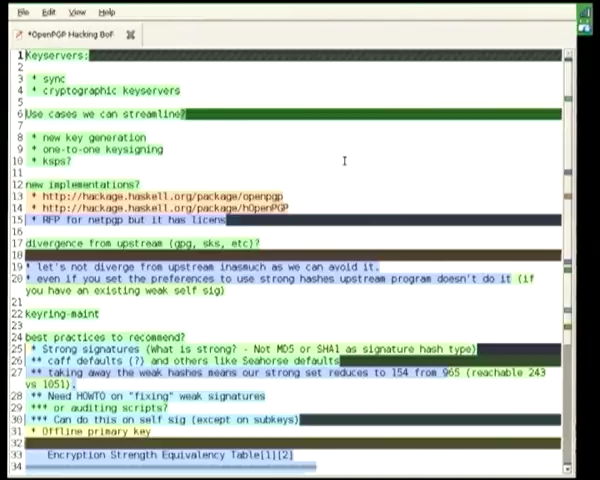 File Edit View Help
*OpenPGP Hacking BoF
1 Keyservers:
2
3 * sync
4 * cryptographic keyservers
5
6 Use cases we can streamline?
7
8 * new key generation
9 * one-to-one keysigning
10 * ksps?
11
12 new implementations?
13 * http://hackage.haskell.org/package/openpgp
14 * http://hackage.haskell.org/package/hOpenPGP
15 * RFP for netpgp but it has licens
16
17 divergence from upstream (gpg, sks, etc)?
18
19 * let's not diverge from upstream inasmuch as we can avoid it.
20 * even if you set the preferences to use strong hashes upstream program doesn't do it (if
you have an existing weak self sig)
21
22 keyring-maint
23
24 best practices to recommend?
25 * Strong signatures (What is strong? - Not MD5 or SHA1 as signature hash type)
26 ** caff defaults (?) and others like Seahorse defaults
27 ** taking away the weak hashes means our strong set reduces to 154 from 965 (reachable 243
vs 1051).
28 ** Need HOWTO on "fixing" weak signatures
29 *** or auditing scripts?
30 *** Can do this on self sig (except on subkeys)
31 * Offline primary key
32
33 Encryption Strength Equivalency Table[1][2]
34